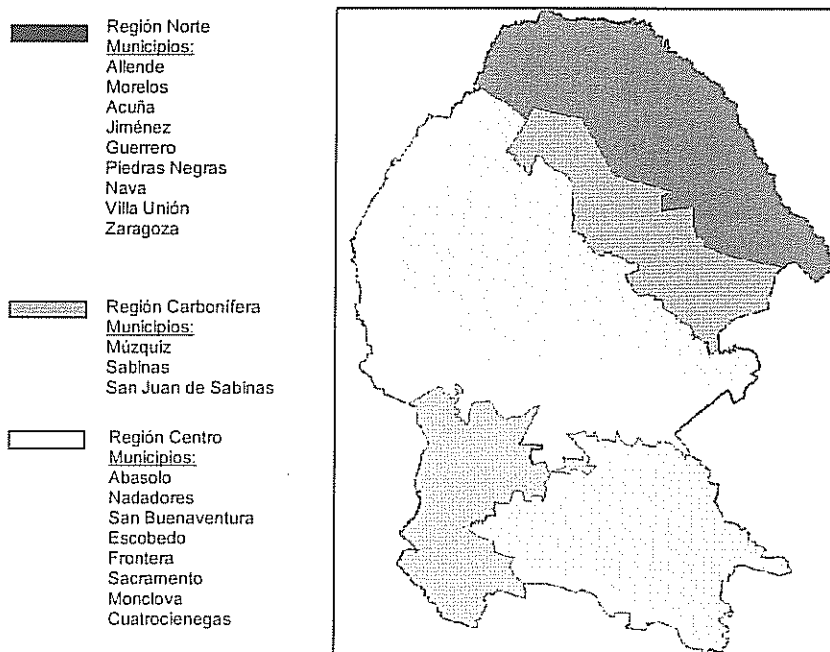 Región Norte
Municipios:
Allende
Morelos
Acuña
Jiménez
Guerrero
Piedras Negras
Nava
Villa Unión
Zaragoza
Región Carbonífera
Municipios:
Múzquiz
Sabinas
San Juan de Sabinas
Región Centro
Municipios:
Abasolo
Nadadores
San Buenaventura
Escobedo
Frontera
Sacramento
Monclova
Cuatrocienegas